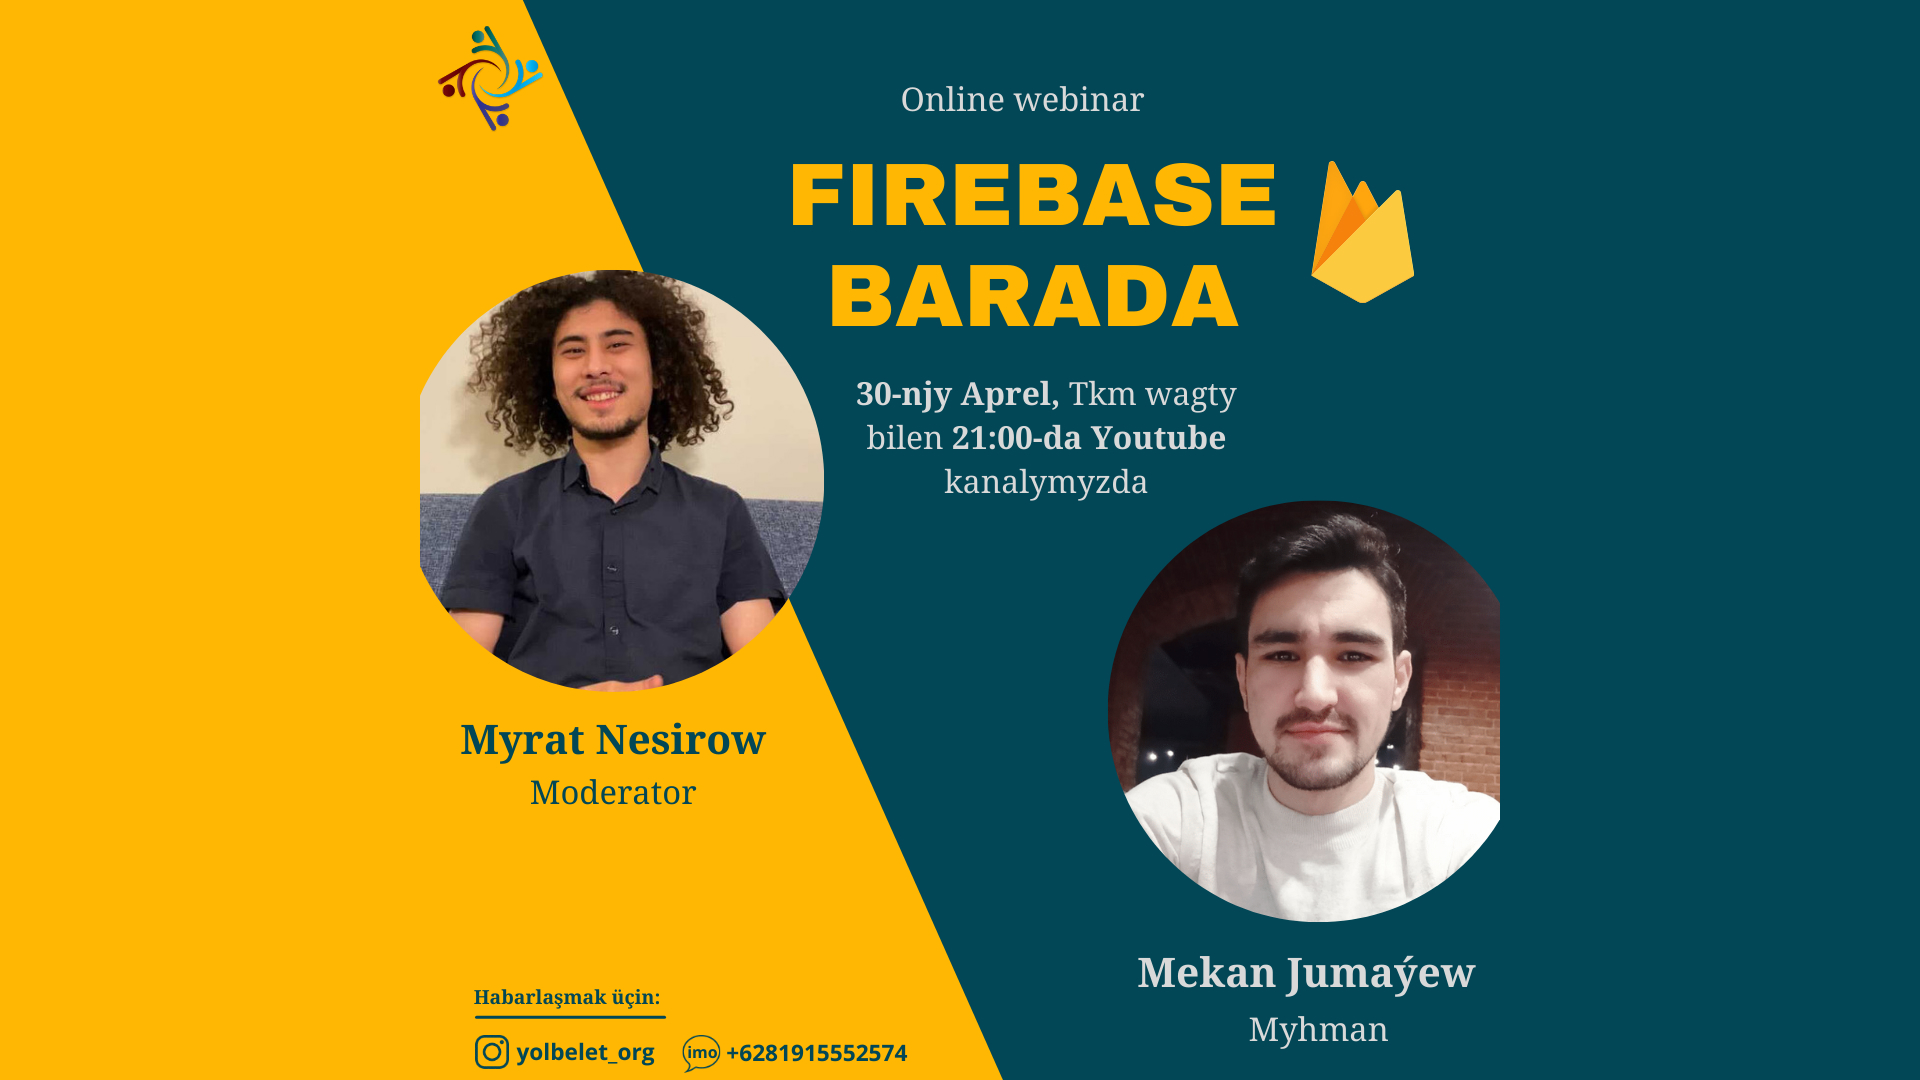 Online webinar
FIREBASE
BARADA
30-njy Aprel, Tkm wagty
bilen 21:00-da Youtube
kanalymyzda
Myrat Nesirow
Moderator
Mekan Jumaýew
Myhman
Habarlaşmak üçin:
yolbelet_org
imo +6281915552574